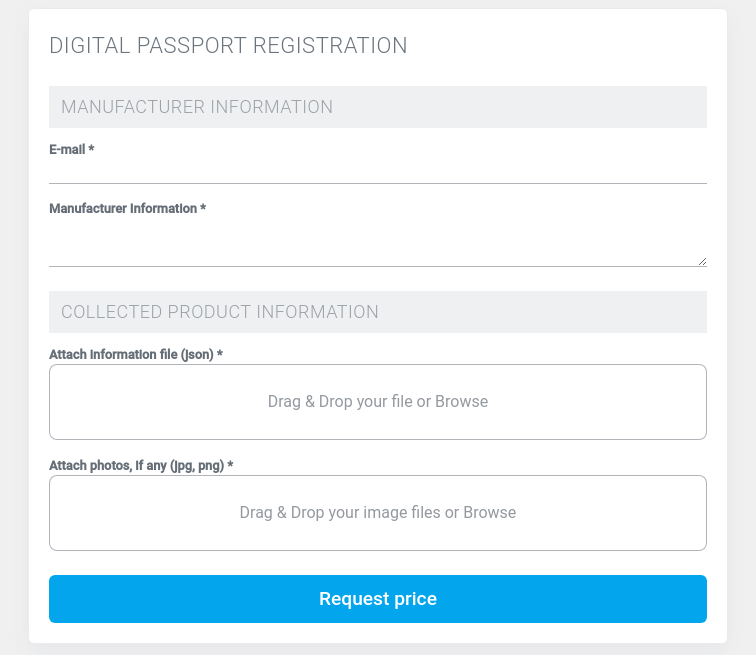 DIGITAL PASSPORT REGISTRATION
MANUFACTURER INFORMATION
E-mail *
Manufacturer Information *
COLLECTED PRODUCT INFORMATION
Attach information file (json) *
Drag & Drop your file or Browse
Attach photos, if any (jpg, png) *
Drag & Drop your image files or Browse
Request price